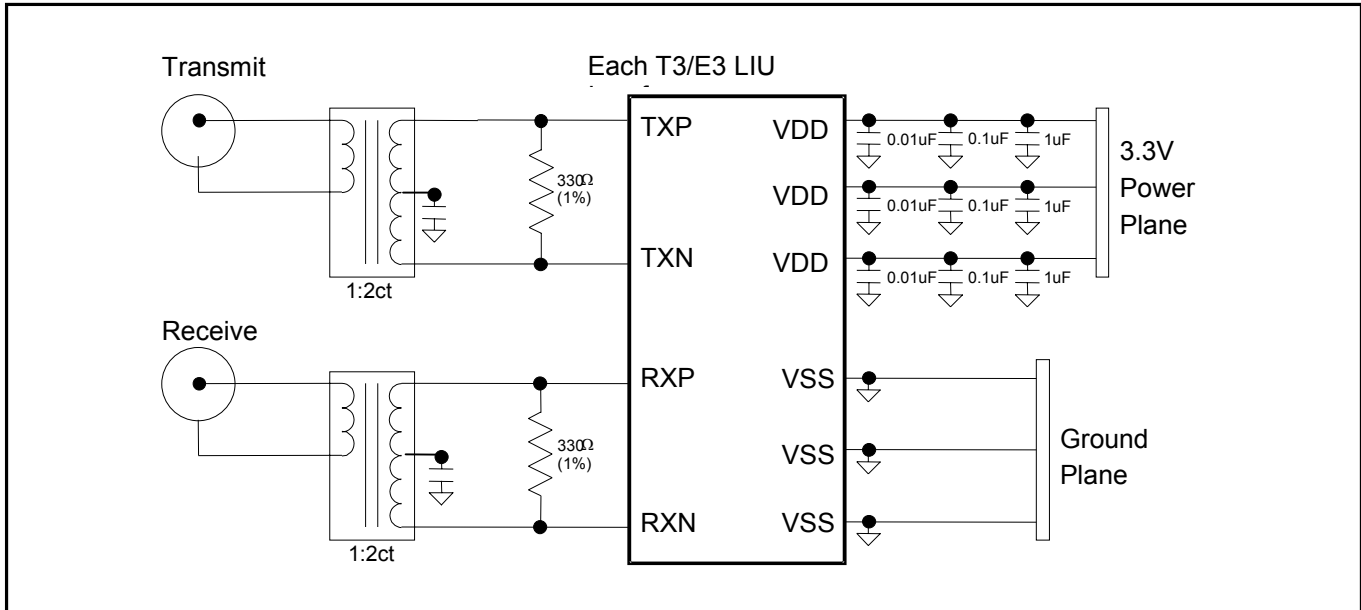 Transmit
Each T3/E3 LIU
TXP
VDD
0.01uF
0.1uF
1uF
3.3V
Power
Plane
330Ω
(1%)
VDD
0.01uF
0.1uF
1uF
TXN
VDD
0.01uF
0.1uF
1uF
1:2ct
Receive
RXP
VSS
330Ω
(1%)
VSS
Ground
Plane
RXN
VSS
1:2ct